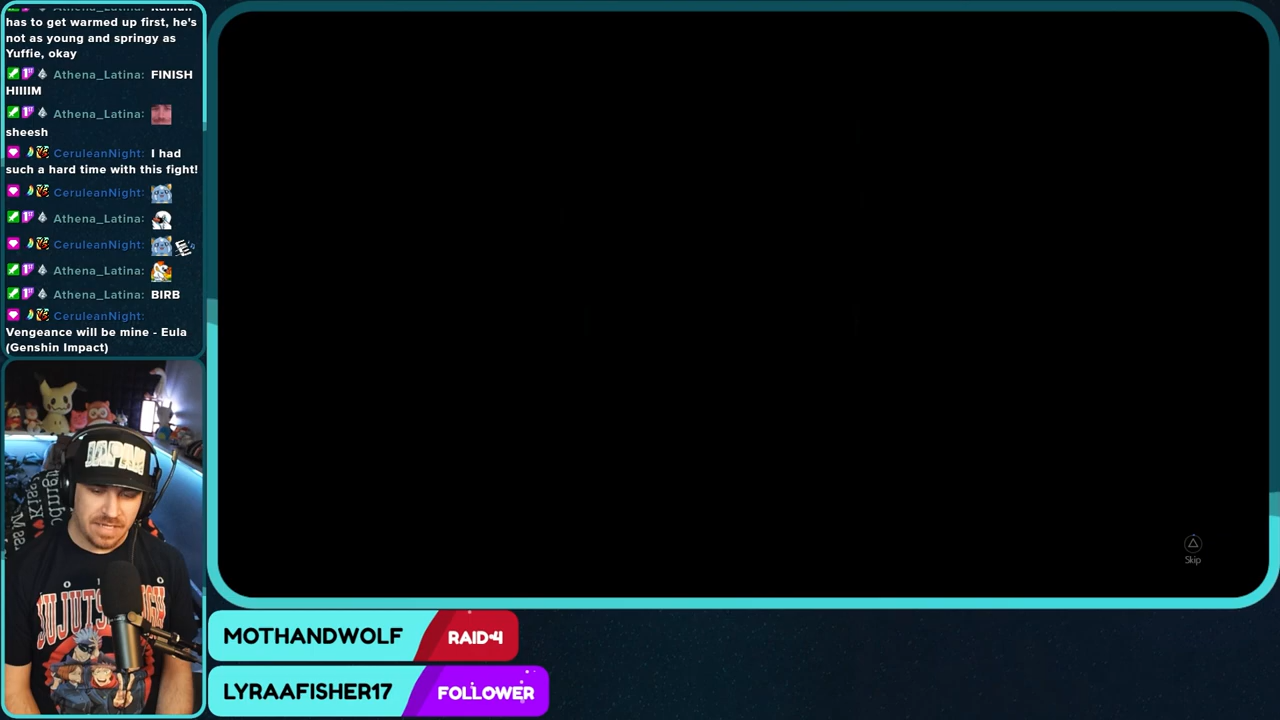 has to get warmed up first, he's
not as young and springy as
Yuffie, okay
Athena_Latina: FINISH
HIIIIM
Athena_Latina:
sheesh
CeruleanNight: I had
such a hard time with this fight!
CeruleanNight:
Athena_Latina:
CeruleanNight:
Athena_Latina:
Athena_Latina: BIRB
CeruleanNight:
Vengeance will be mine - Eula
(Genshin Impact)
JAPAN
Skip
MOTHANDWOLF
RAID•4
LYRAAFISHER17
FOLLOWER